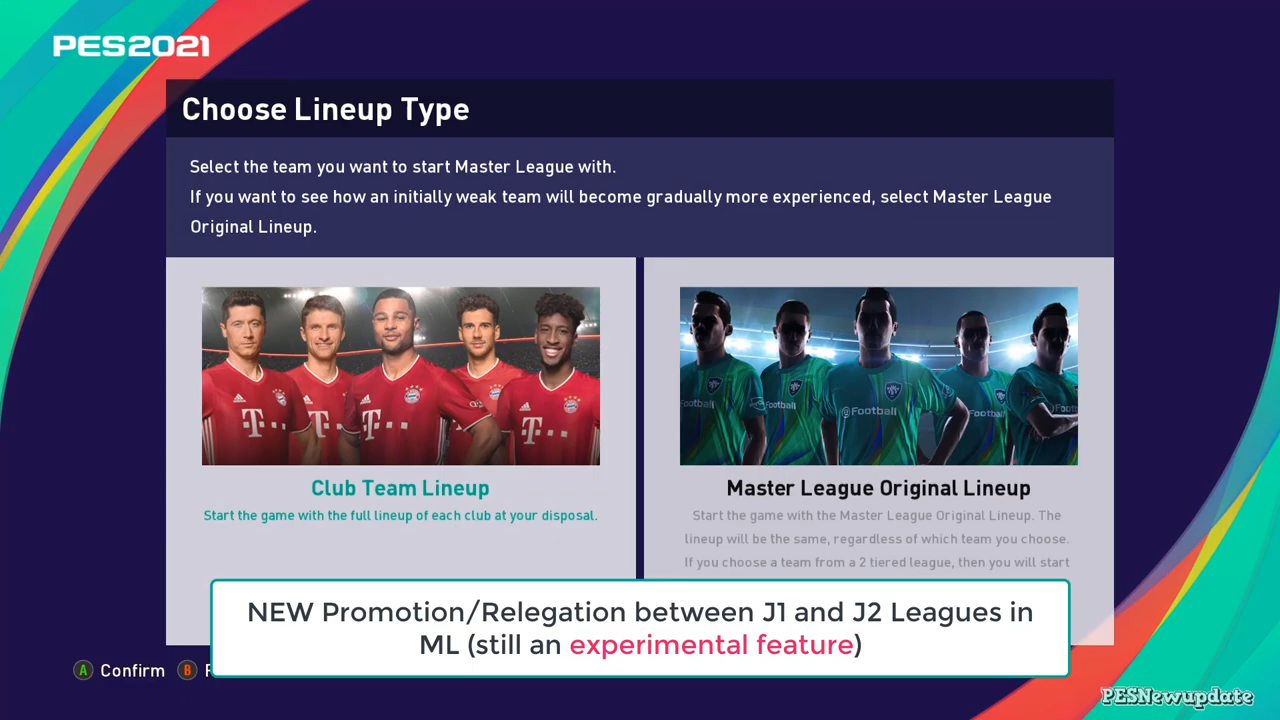 PES2021
Choose Lineup Type
Select the team you want to start Master League with.
If you want to see how an initially weak team will become gradually more experienced, select Master League
Original Lineup.
Club Team Lineup
Start the game with the full lineup of each club at your disposal.
Football
Football
@Football
Football
Football
Master League Original Lineup
Start the game with the Master League Original Lineup. The
lineup will be the same, regardless of which team you choose.
If you choose a team from a 2 tiered league, then you will start
NEW Promotion/Relegation between J1 and J2 Leagues in
ML (still an experimental feature)
A Confirm B
PESNewupdate